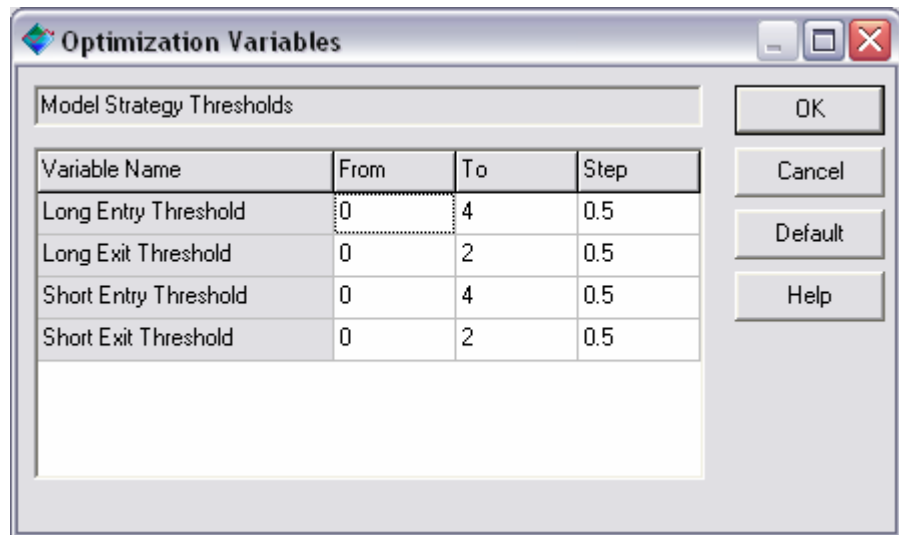 Optimization Variables
Model Strategy Thresholds
OK
Variable Name From To Step
Cancel
Long Entry Threshold 0 4 0.5
Default
Long Exit Threshold 0 2 0.5
Short Entry Threshold 0 4 0.5
Help
Short Exit Threshold 0 2 0.5